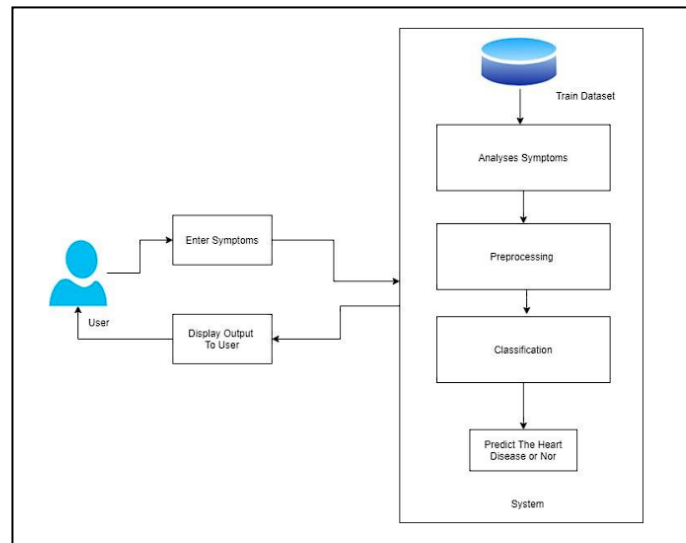 Train Dataset
Analyses Symptoms
Enter Symptoms
Preprocessing
User
Display Output
To User
Classification
Predict The Heart
Disease or Nor
System